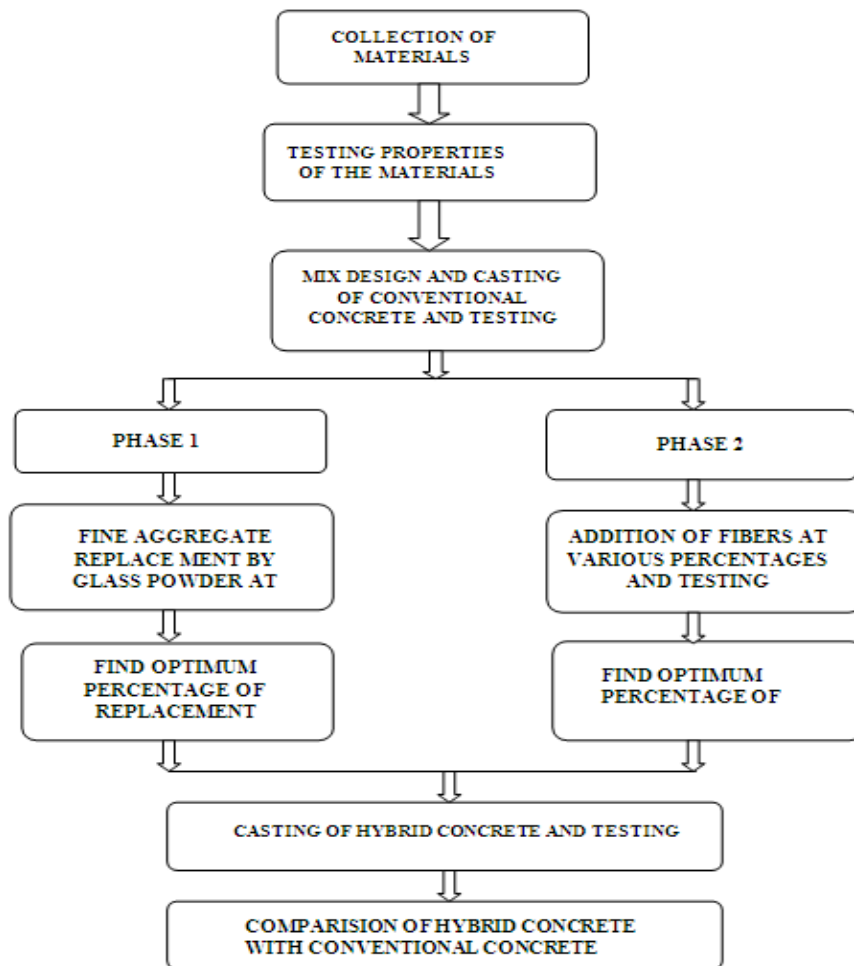 COLLECTION OF
MATERIALS
TESTING PROPERTIES
OF THE MATERIALS
MIX DESIGN AND CASTING
OF CONVENTIONAL
CONCRETE AND TESTING
PHASE 1
PHASE 2
FINE AGGREGATE
REPLACE MENT BY
GLASS POWDER AT
ADDITION OF FIBERS AT
VARIOUS PERCENTAGES
AND TESTING
FIND OPTIMUM
PERCENTAGE OF
REPLACEMENT
FIND OPTIMUM
PERCENTAGE OF
CASTING OF HYBRID CONCRETE AND TESTING
COMPARISION OF HYBRID CONCRETE
WITH CONVENTIONAL CONCRETE